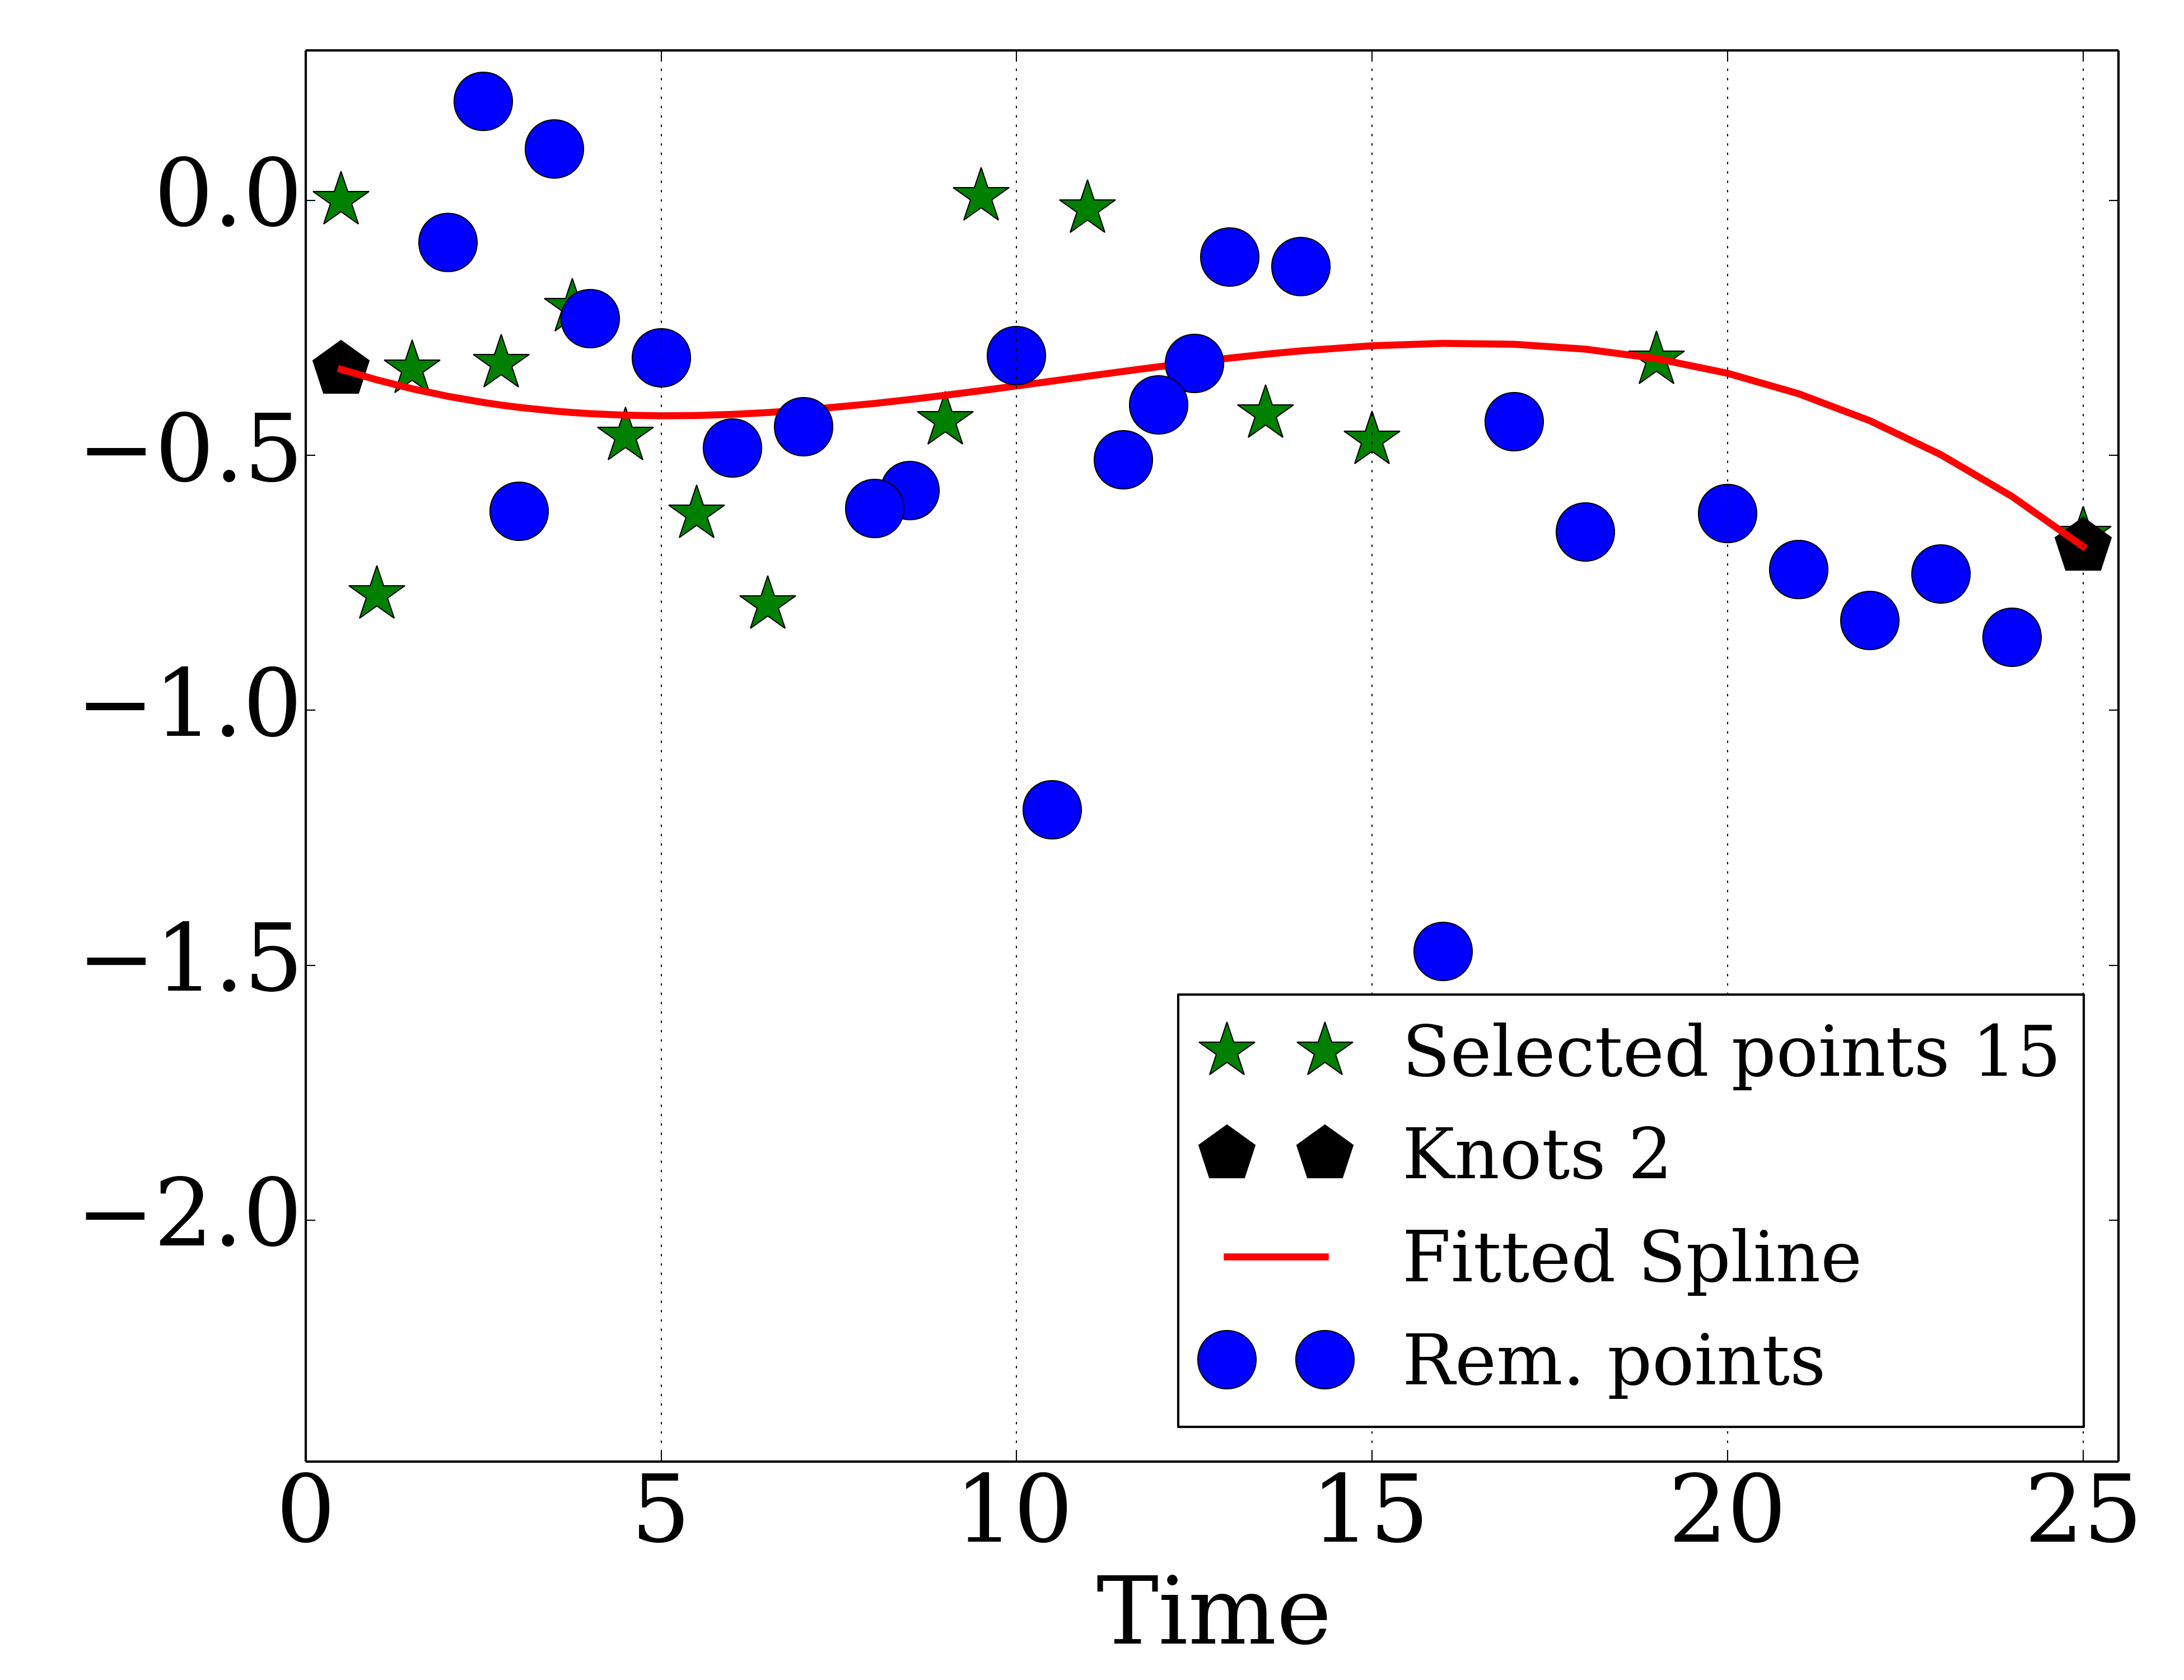 0.0
−0.5
−1.0
−1.5
−2.0
Selected points 15
Knots 2
Fitted Spline
Rem. points
0 5 10 15 20 25
Time